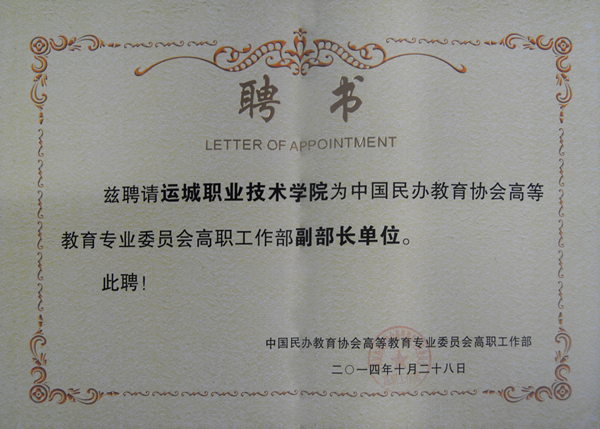 聘 书
LETTER OF APPOINTMENT
兹聘请运城职业技术学院为中国民办教育协会高等
教育专业委员会高职工作部副部长单位。
此聘！
中国民办教育协会高等教育专业委员会高职工作部
二〇一四年十月二十八日